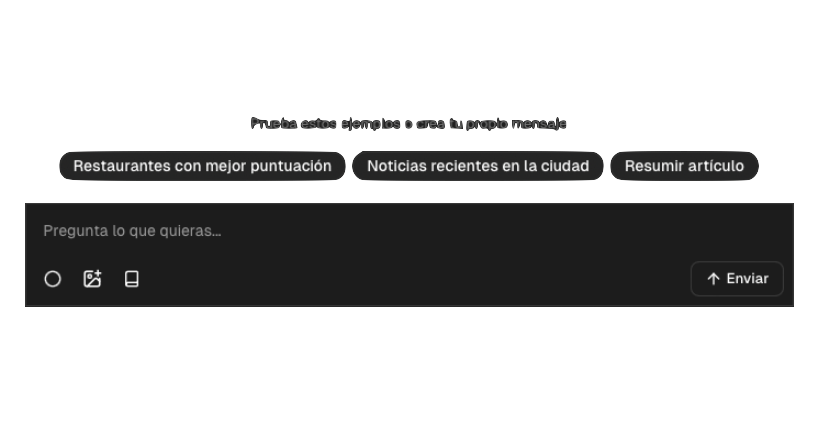 Prueba estos ejemplos o crea tu propio mensaje
Restaurantes con mejor puntuación Noticias recientes en la ciudad Resumir artículo
Pregunta lo que quieras...
Enviar